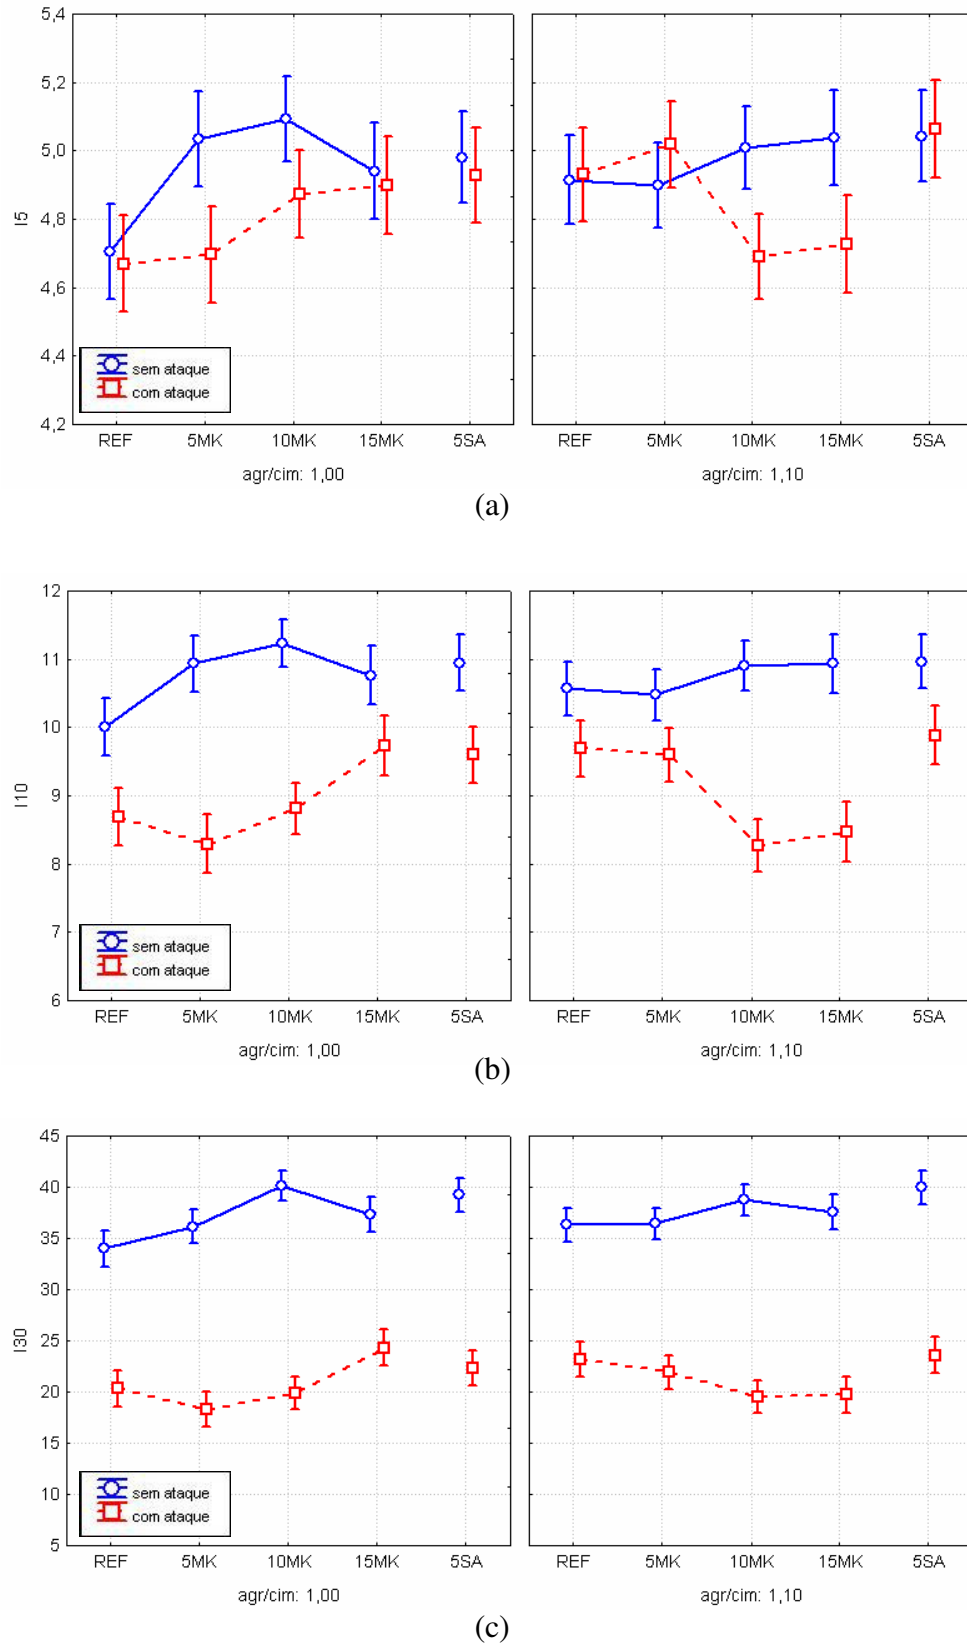 5,4
5,2
5,0
4,8
4,6
4,4
4,2
I5
sem ataque
com ataque
REF 5MK 10MK 15MK 5SA
agr/cim: 1,00
REF 5MK 10MK 15MK 5SA
agr/cim: 1,10
(a)
12
11
10
9
8
7
6
I10
sem ataque
com ataque
REF 5MK 10MK 15MK 5SA
agr/cim: 1,00
REF 5MK 10MK 15MK 5SA
agr/cim: 1,10
(b)
45
40
35
30
25
20
15
10
5
I30
sem ataque
com ataque
REF 5MK 10MK 15MK 5SA
agr/cim: 1,00
REF 5MK 10MK 15MK 5SA
agr/cim: 1,10
(c)